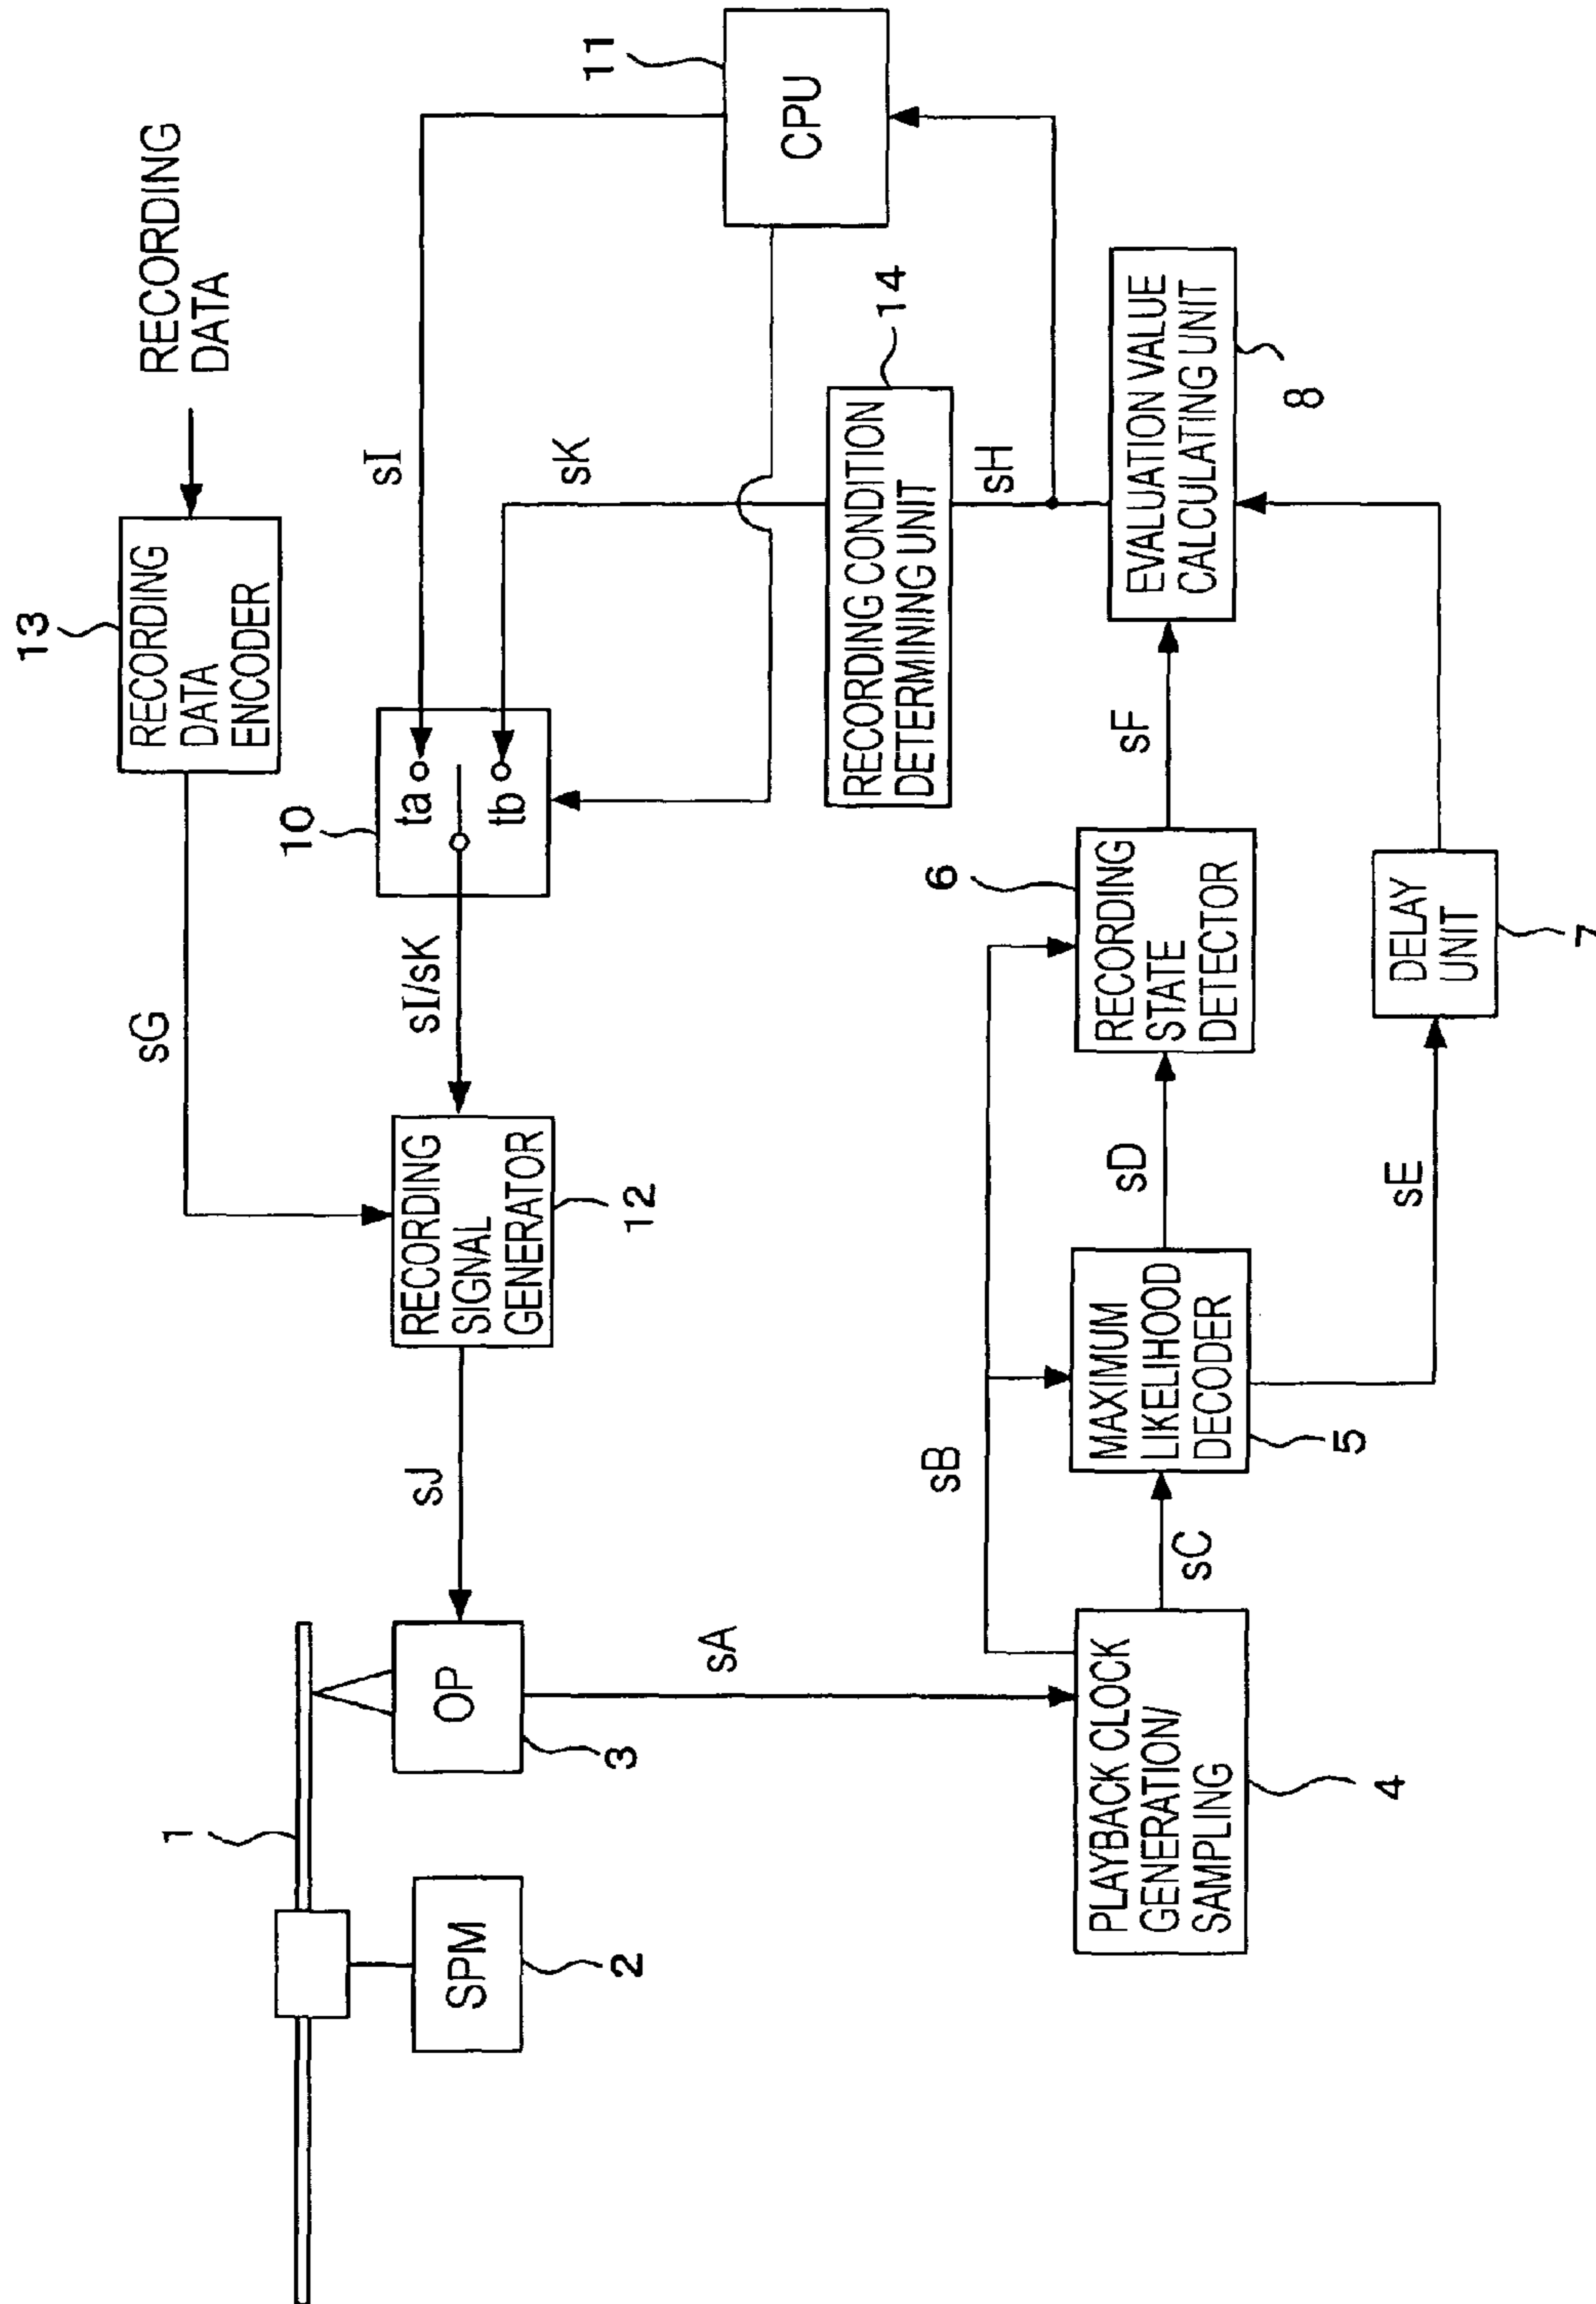 1
SPM
2
OP
3
sA
sJ
RECORDING
SIGNAL
GENERATOR
12
sG
sI/sK
10
ta
tb
13
RECORDING
DATA
ENCODER
RECORDING
DATA
sI
sK
11
CPU
14
RECORDING CONDITION
DETERMINING UNIT
sH
PLAYBACK CLOCK
GENERATION/
SAMPLING
4
sB
sC
MAXIMUM
LIKELIHOOD
DECODER
5
sD
sE
6
RECORDING
STATE
DETECTOR
DELAY
UNIT
7
sF
EVALUATION VALUE
CALCULATING UNIT
8